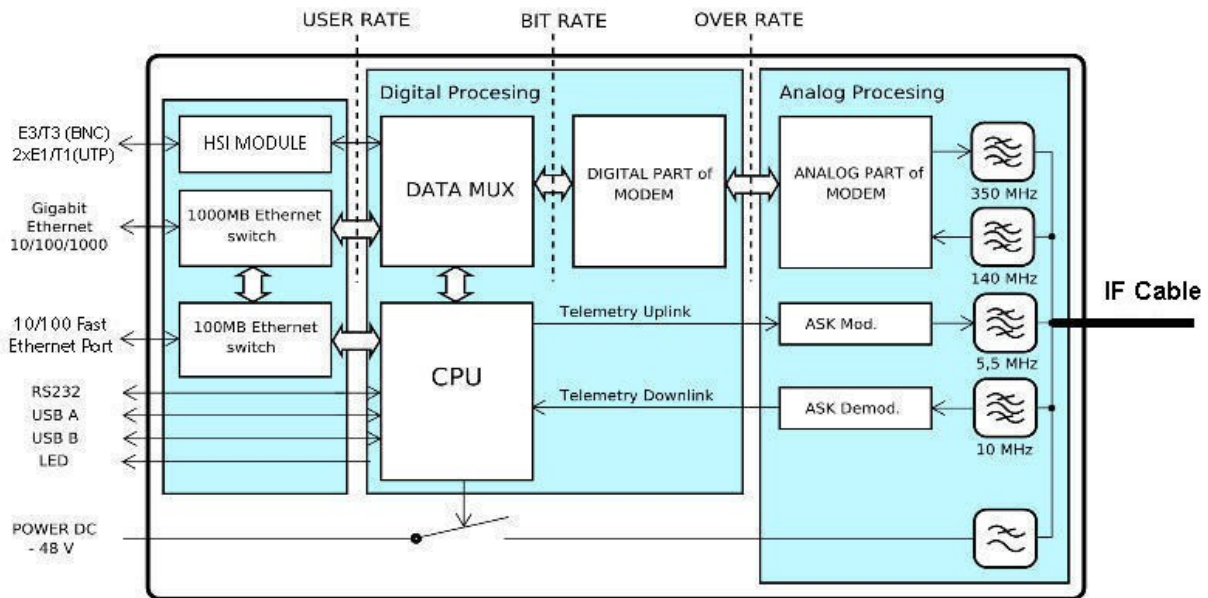 USER RATE
BIT RATE
OVER RATE
Digital Procesing
Analog Procesing
E3/T3 (BNC)
2xE1/T1(UTP)
HSI MODULE
DATA MUX
DIGITAL PART of
MODEM
ANALOG PART of
MODEM
350 MHz
Gigabit
Ethernet
10/100/1000
1000MB Ethernet
switch
140 MHz
IF Cable
10/100 Fast
Ethernet Port
100MB Ethernet
switch
CPU
Telemetry Uplink
ASK Mod.
5,5 MHz
RS232
USB A
USB B
LED
Telemetry Downlink
ASK Demod.
10 MHz
POWER DC
- 48 V